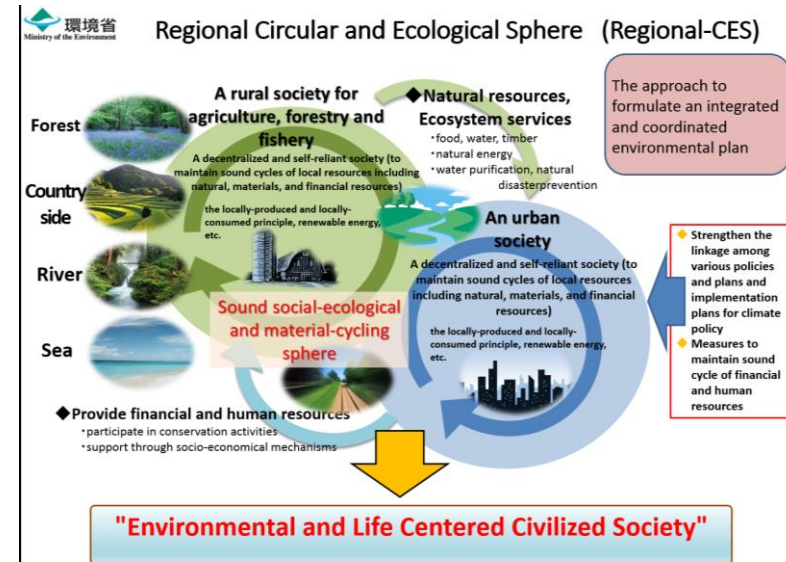 環境省
Ministry of the Environment
Regional Circular and Ecological Sphere (Regional-CES)
The approach to
formulate an integrated
and coordinated
environmental plan
A rural society for
agriculture, forestry and
fishery
A decentralized and self-reliant society (to
maintain sound cycles of local resources including
natural, materials, and financial resources)
the locally-produced and locally-
consumed principle, renewable energy,
etc.
◆Natural resources,
Ecosystem services
・food, water, timber
・natural energy
・water purification, natural
disasterprevention
Forest
Country
side
River
Sea
An urban
society
A decentralized and self-reliant society (to
maintain sound cycles of local resources
including natural, materials, and financial
resources)
the locally-produced and locally-
consumed principle, renewable energy,
etc.
◆ Strengthen the
linkage among
various policies
and plans and
implementation
plans for climate
policy
◆ Measures to
maintain sound
cycle of financial
and human
resources
Sound social-ecological
and material-cycling
sphere
◆Provide financial and human resources
・participate in conservation activities
・support through socio-economical mechanisms
"Environmental and Life Centered Civilized Society"